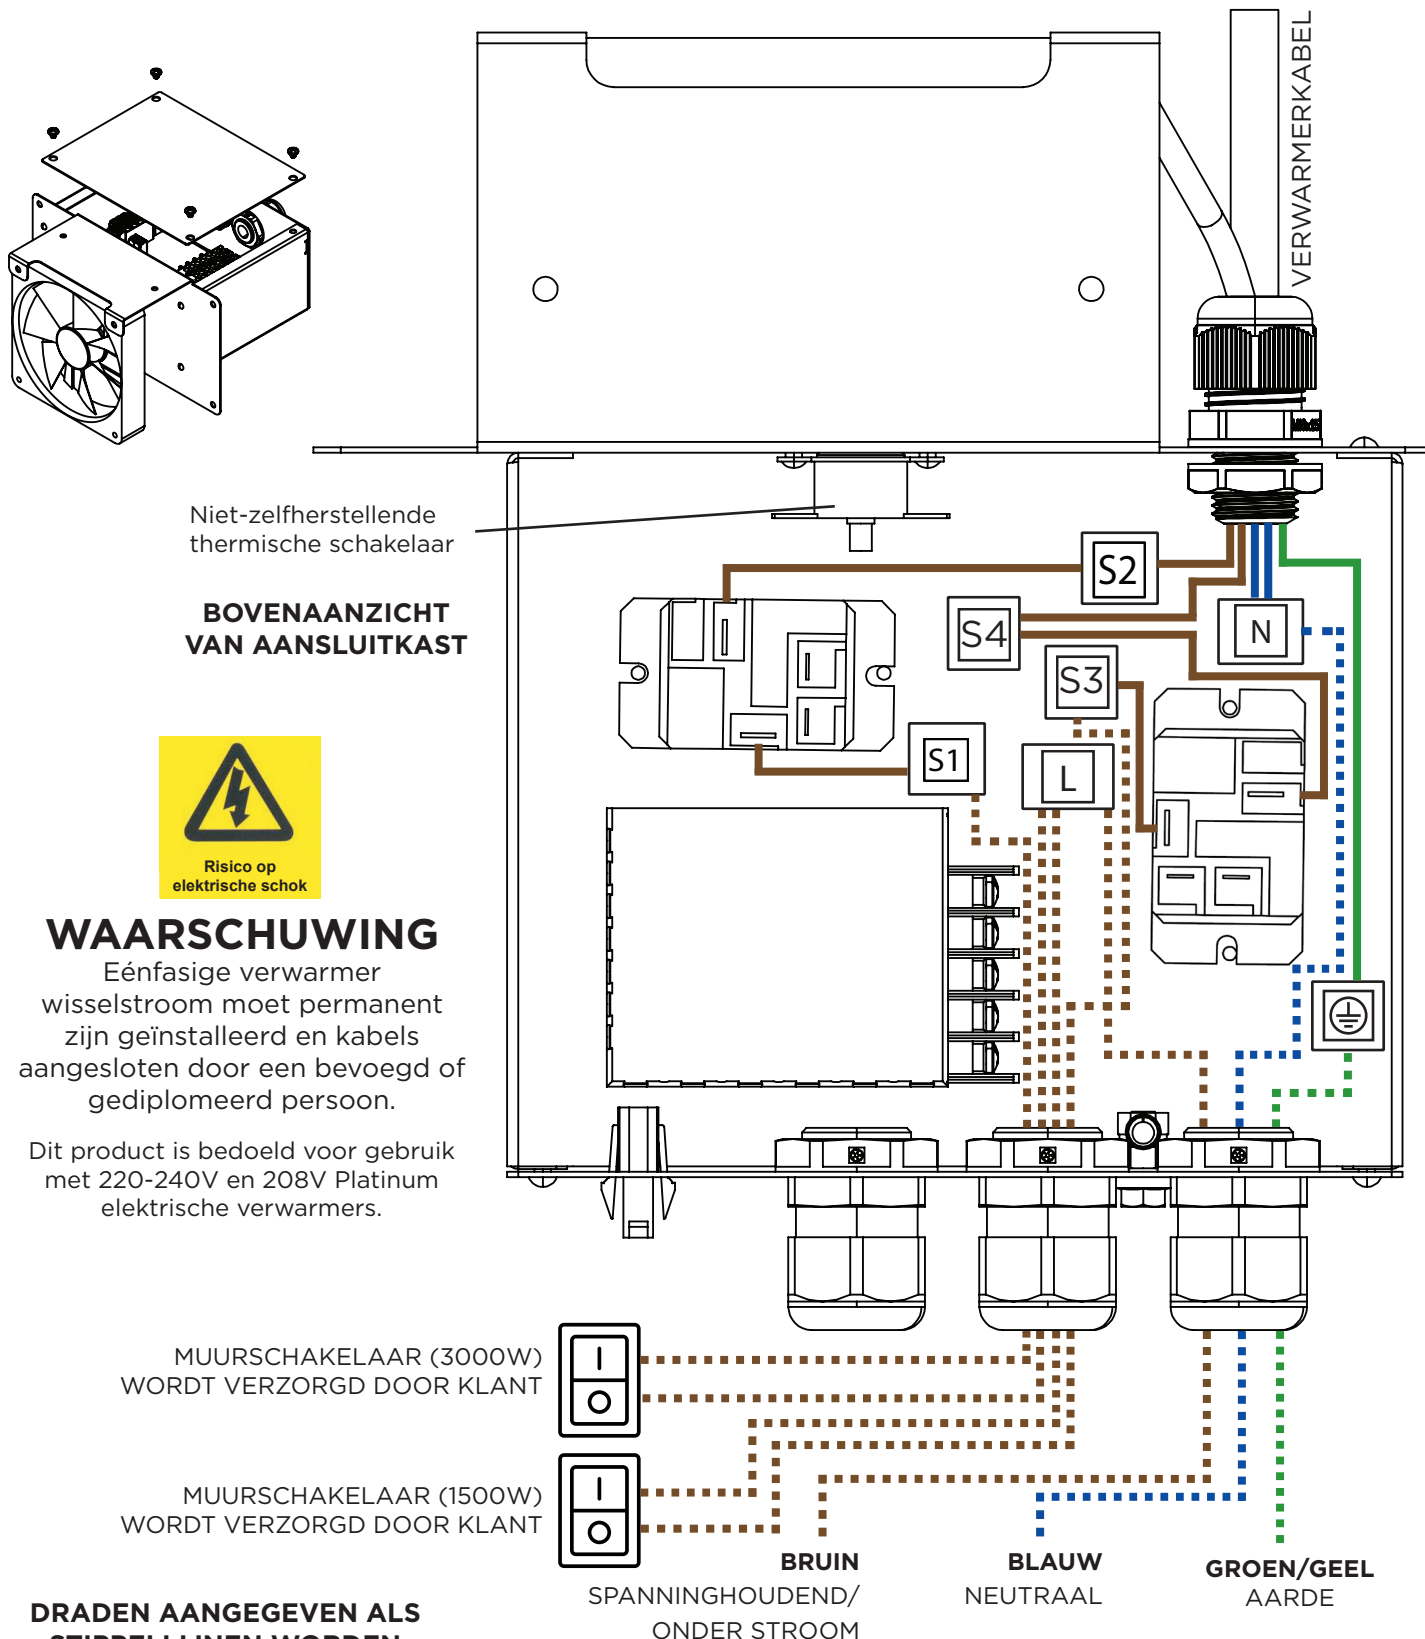 VERWARMERKABEL
Niet-zelfherstellende
thermische schakelaar
BOVENAANZICHT
VAN AANSLUITKAST
S2
S4
N
S3
S1
L
Risico op
elektrische schok
WAARSCHUWING
Eénfasige verwarmer
wisselstroom moet permanent
zijn geïnstalleerd en kabels
aangesloten door een bevoegd of
gediplomeerd persoon.
Dit product is bedoeld voor gebruik
met 220-240V en 208V Platinum
elektrische verwarmers.
MUURSCHAKELAAR (3000W)
WORDT VERZORGD DOOR KLANT
MUURSCHAKELAAR (1500W)
WORDT VERZORGD DOOR KLANT
BRUIN
SPANNINGHOUDEND/
ONDER STROOM
BLAUW
NEUTRAAL
GROEN/GEEL
AARDE
DRADEN AANGEGEVEN ALS
STIPPELLIJNEN WORDEN